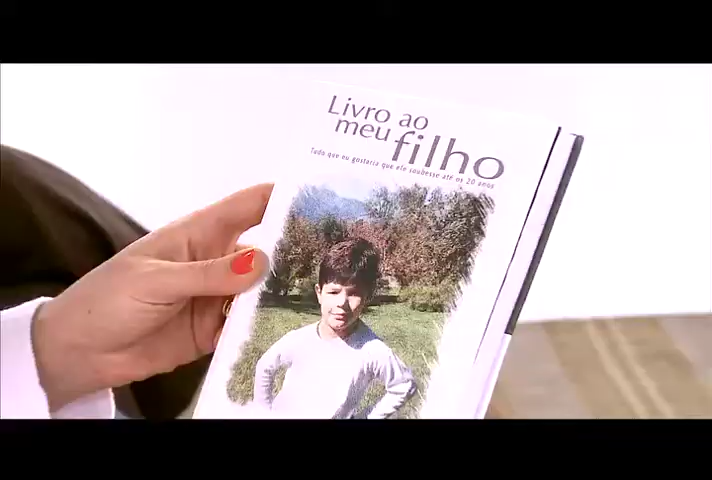 Livro ao
meu filho
Tudo que eu gostaria que ele soubesse até os 20 anos